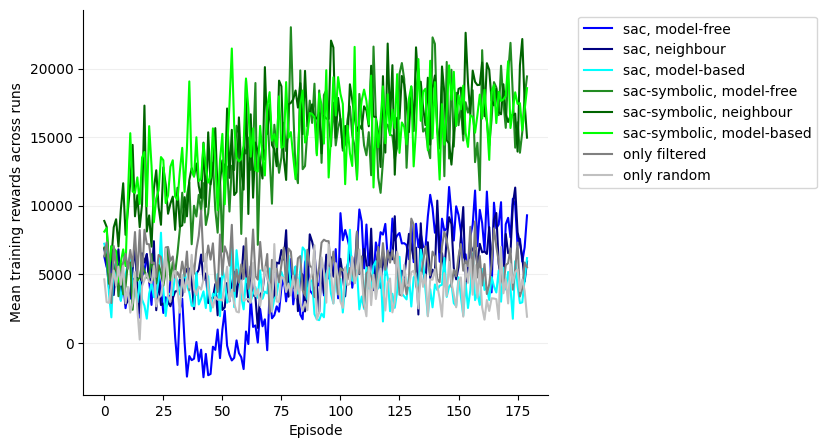 Mean training rewards across runs
20000
15000
10000
5000
0
0 25 50 75 100 125 150 175
Episode
sac, model-free
sac, neighbour
sac, model-based
sac-symbolic, model-free
sac-symbolic, neighbour
sac-symbolic, model-based
only filtered
only random